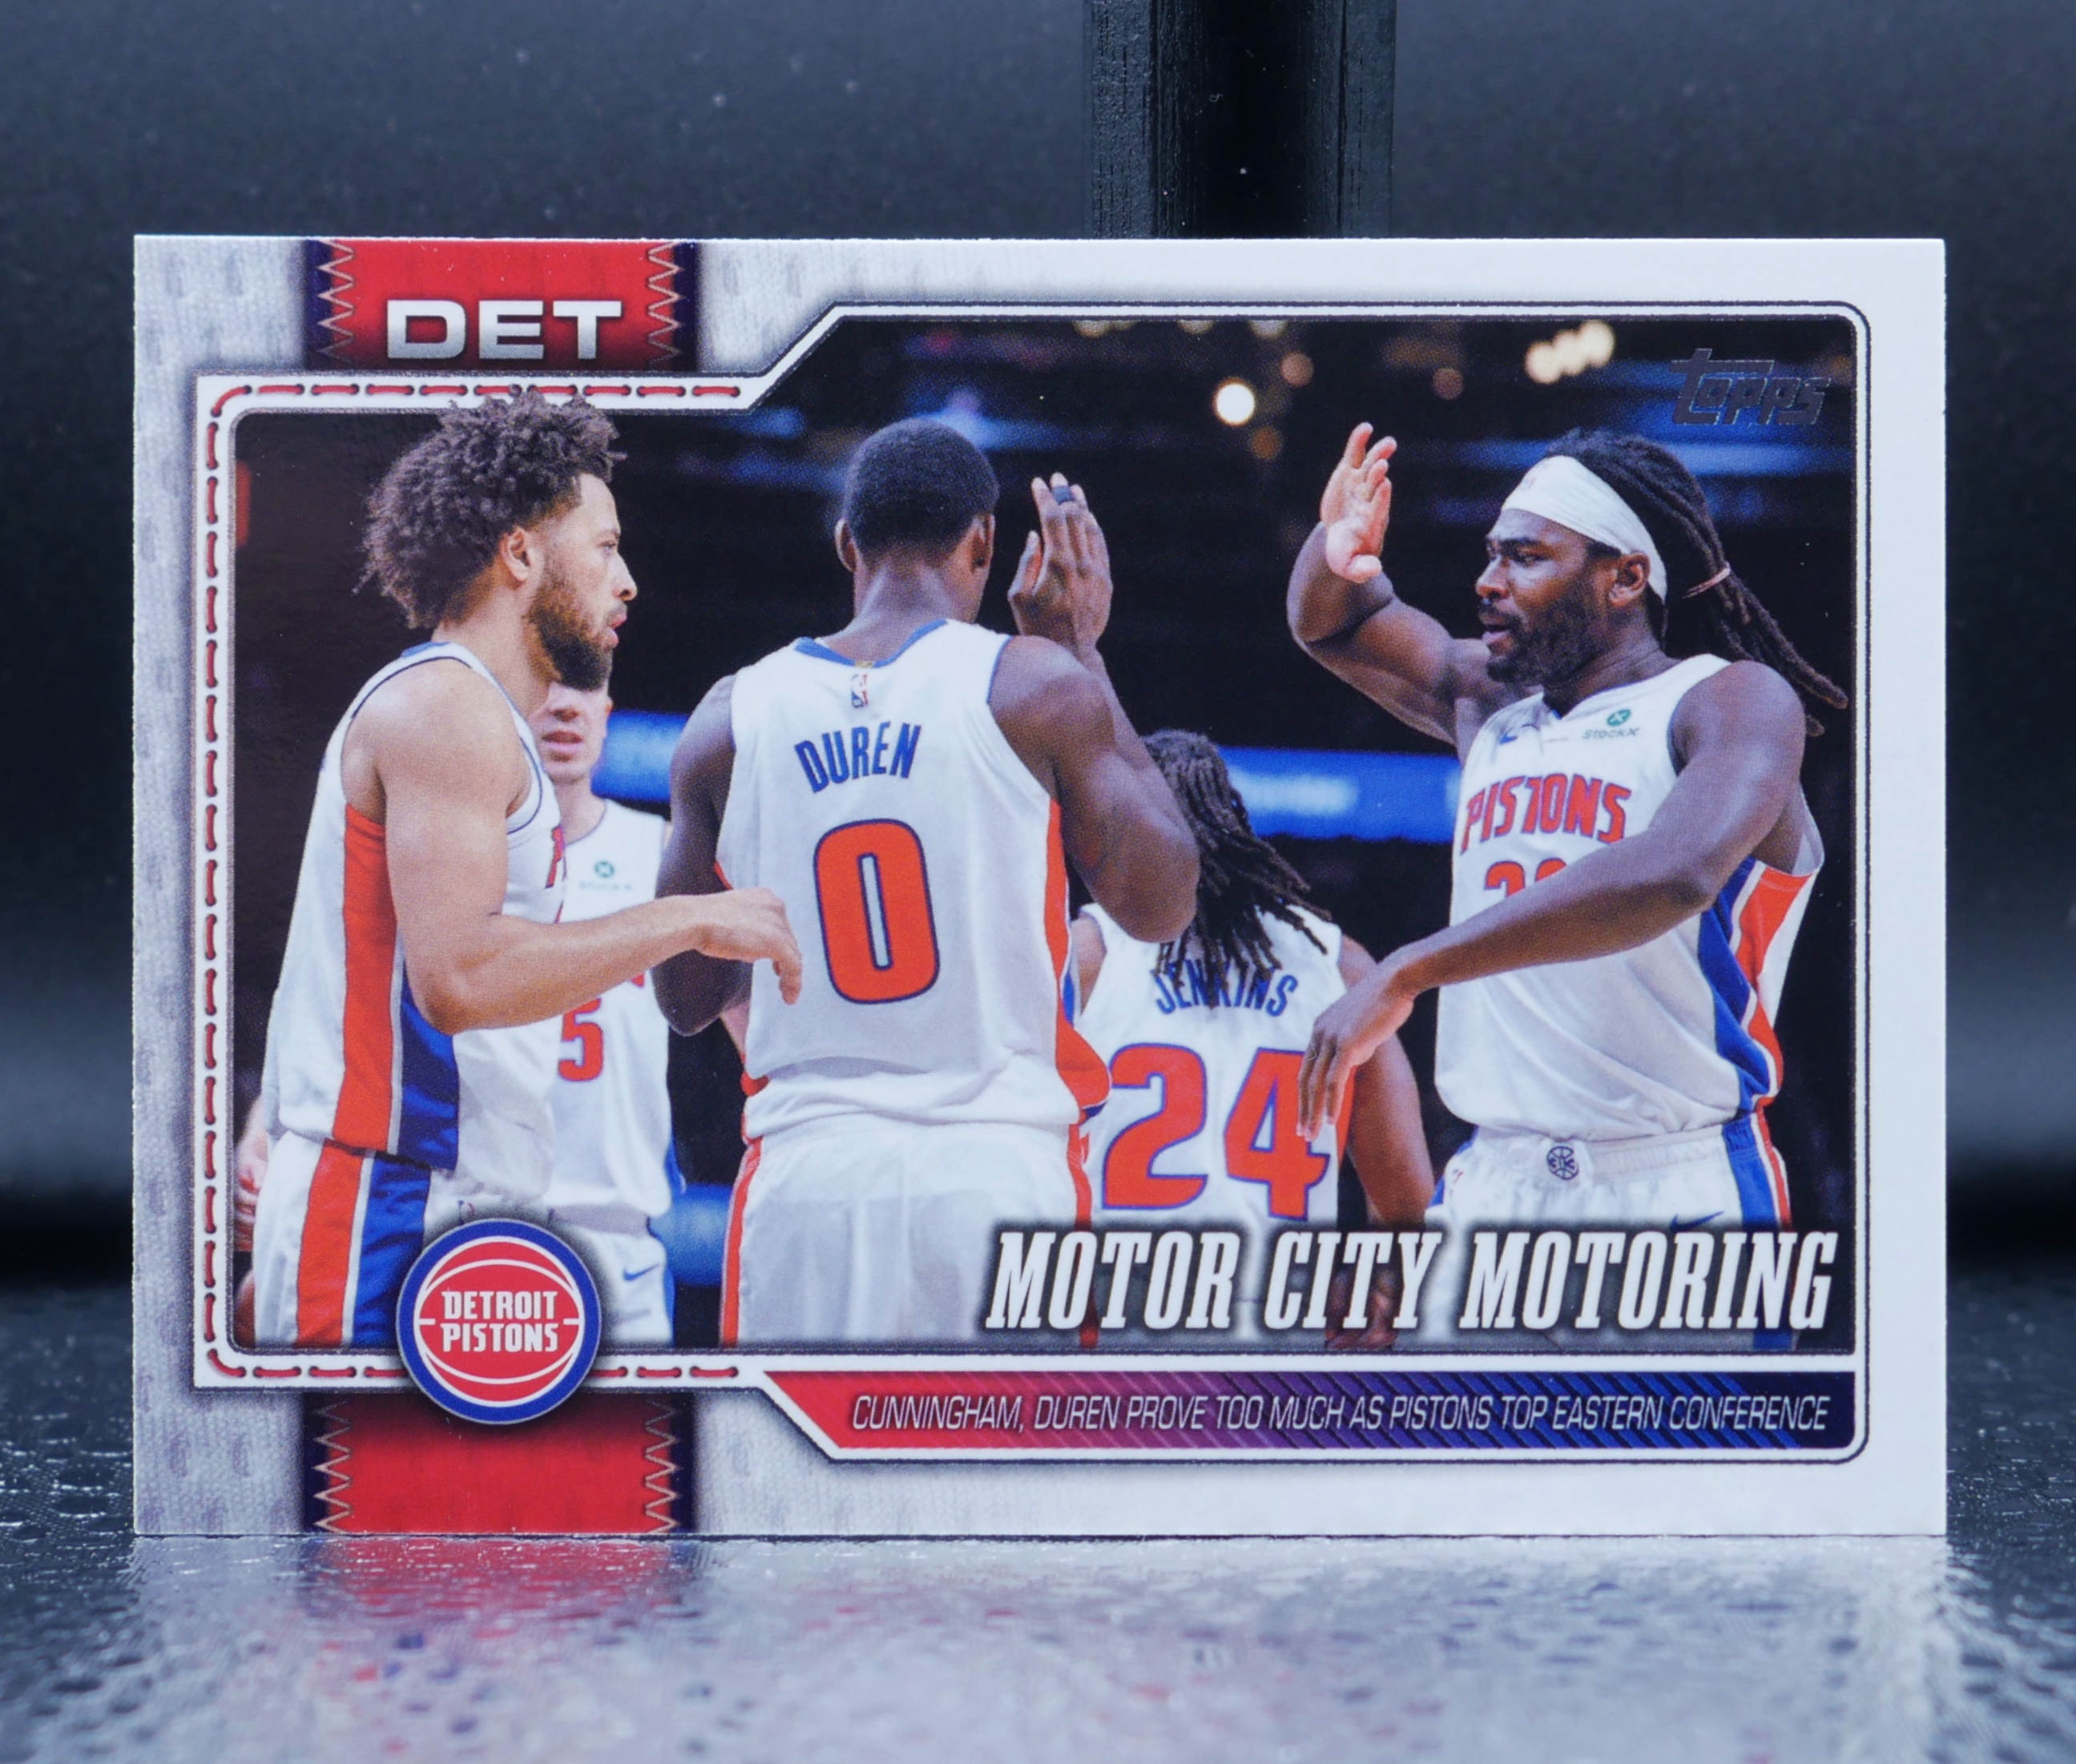 DET
Topps
StockX
DUREN
0
PISTONS
StockX
5
JENKINS
24
MOTOR CITY MOTORING
DETROIT
PISTONS
CUNNINGHAM, DUREN PROVE TOO MUCH AS PISTONS TOP EASTERN CONFERENCE